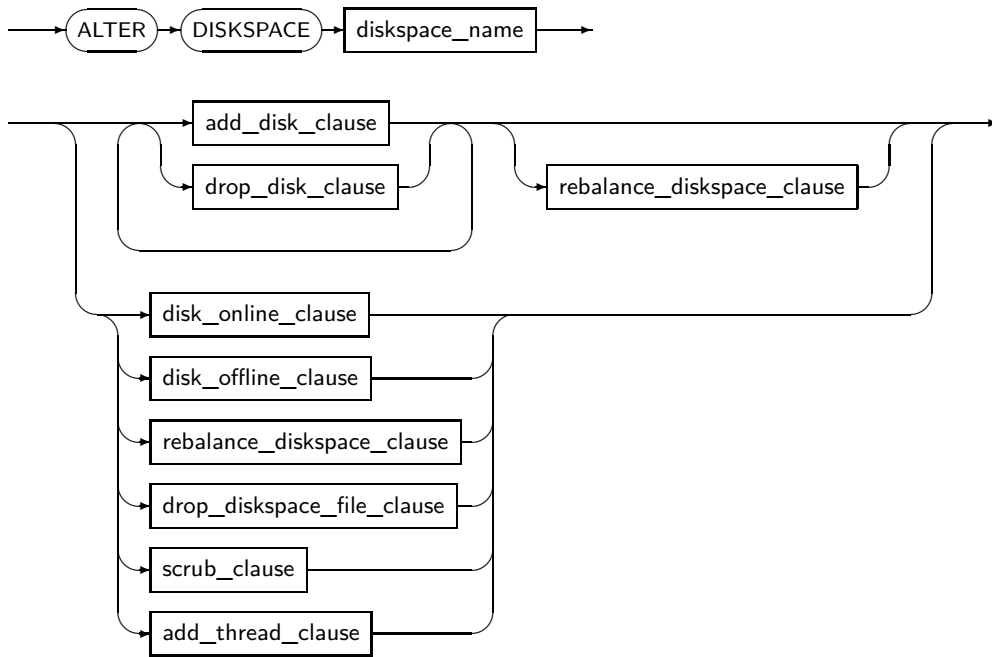 ALTER DISKSPACE diskspace_name
add_disk_clause
drop_disk_clause rebalance_diskspace_clause
disk_online_clause
disk_offline_clause
rebalance_diskspace_clause
drop_diskspace_file_clause
scrub_clause
add_thread_clause